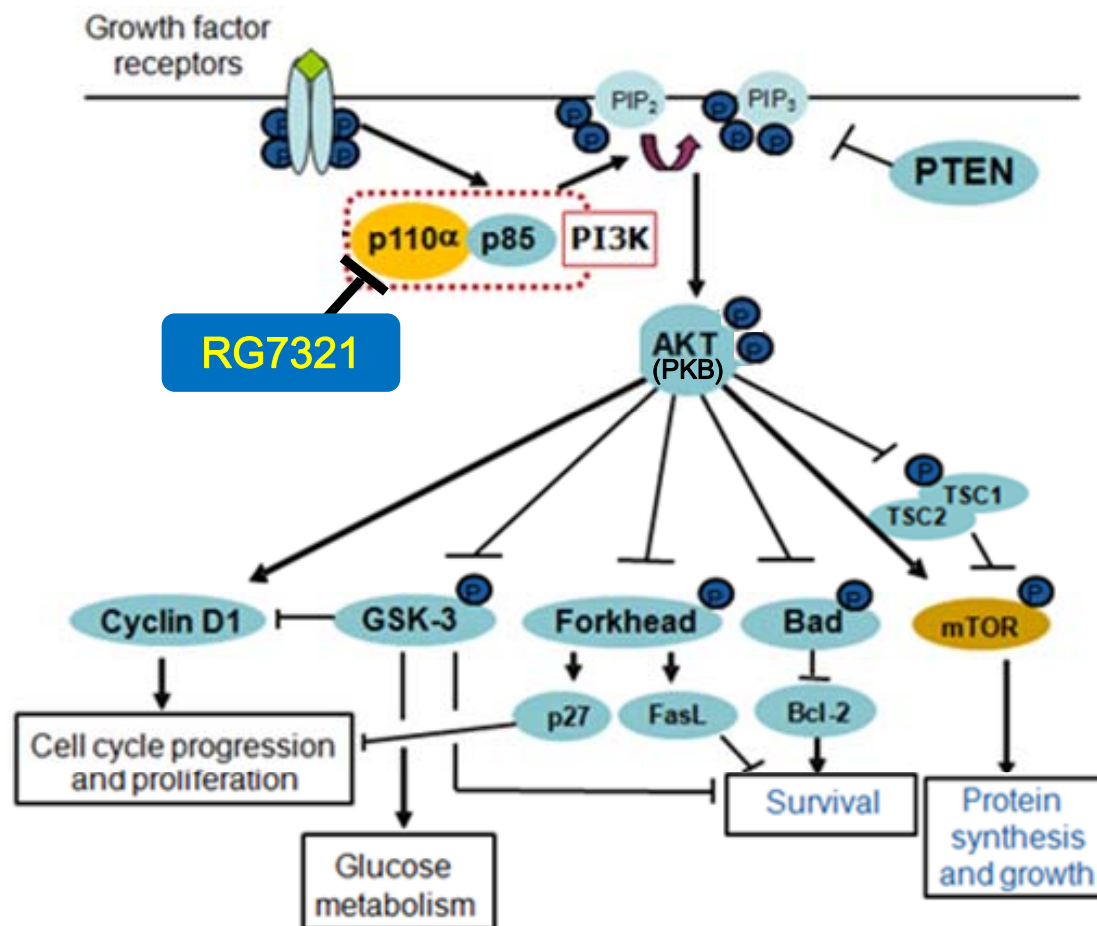 Growth factor
receptors
P
P
P
P
PIP2
P
P
PIP3
P
P
P
PTEN
p110α
p85
PI3K
RG7321
AKT
(PKB)
P
P
P
TSC1
TSC2
Cyclin D1
GSK-3
P
Forkhead
P
Bad
P
mTOR
P
p27
FasL
Bcl-2
Cell cycle progression
and proliferation
Glucose
metabolism
Survival
Protein
synthesis
and growth